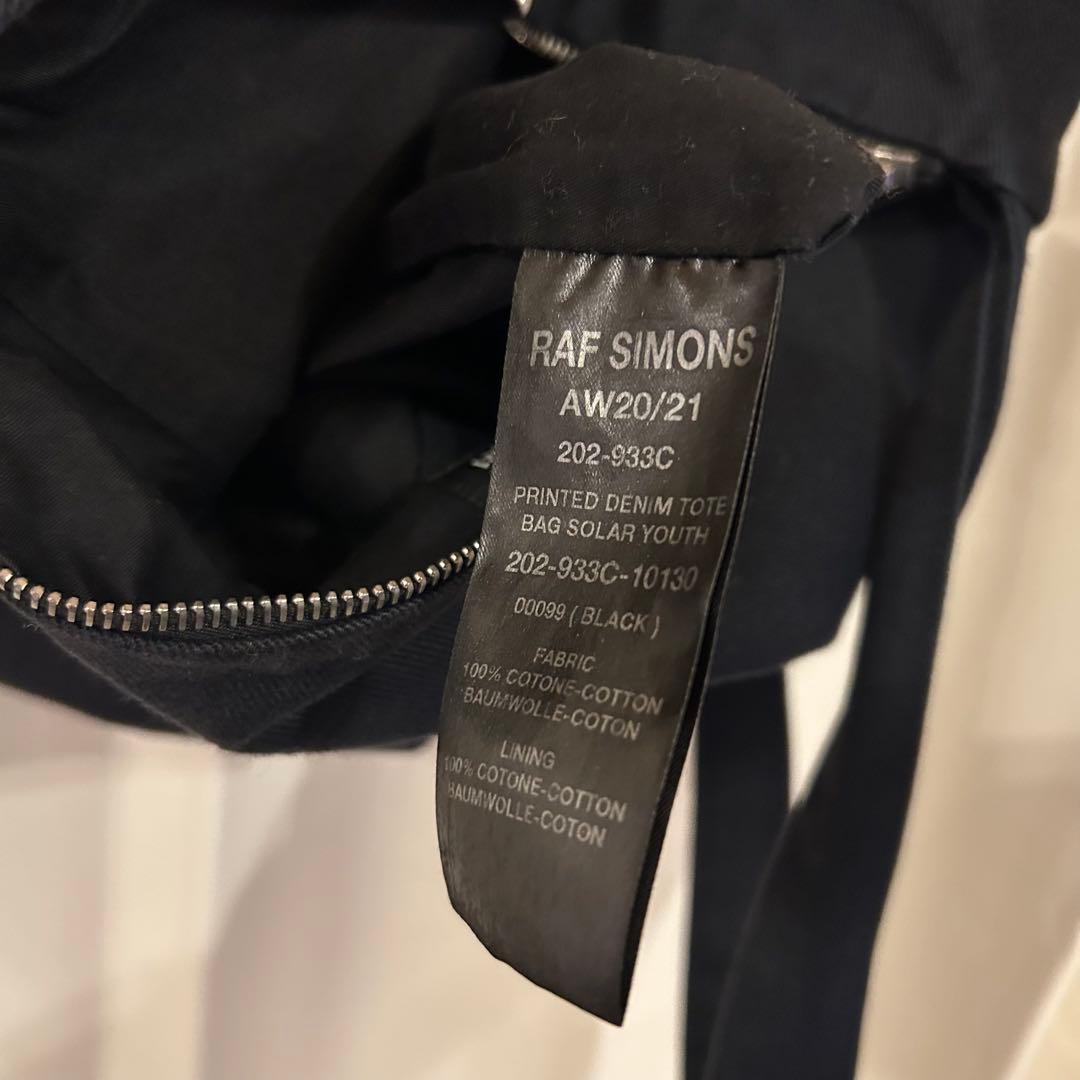 RAF SIMONS
AW20/21
202-933C
PRINTED DENIM TOTE
BAG SOLAR YOUTH
202-933C-10130
00099 ( BLACK )
FABRIC
100% COTONE-COTTON
BAUMWOLLE-COTON
LINING
100% COTONE-COTTON
BAUMWOLLE-COTON